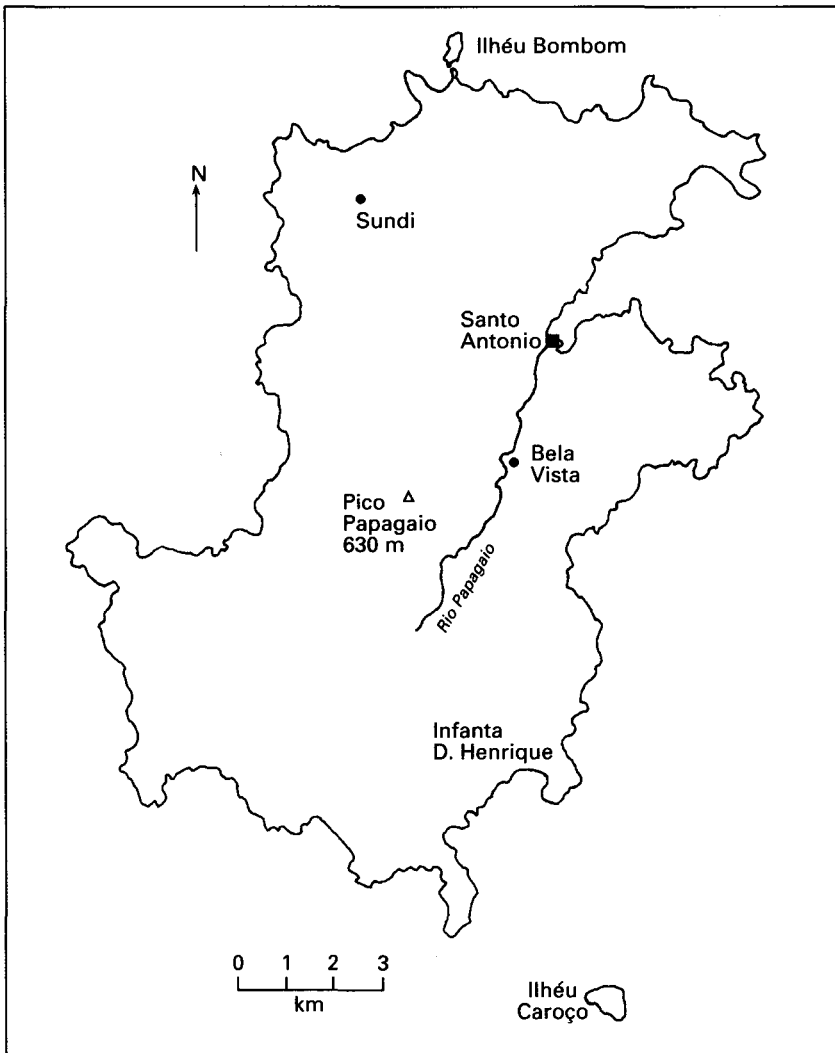 Ilhéu Bombom
N
Sundi
Santo
Antonio
Bela
Vista
Pico
Papagaio
630 m
Rio Papagaio
Infanta
D. Henrique
0 1 2 3
km
Ilhéu
Caroço